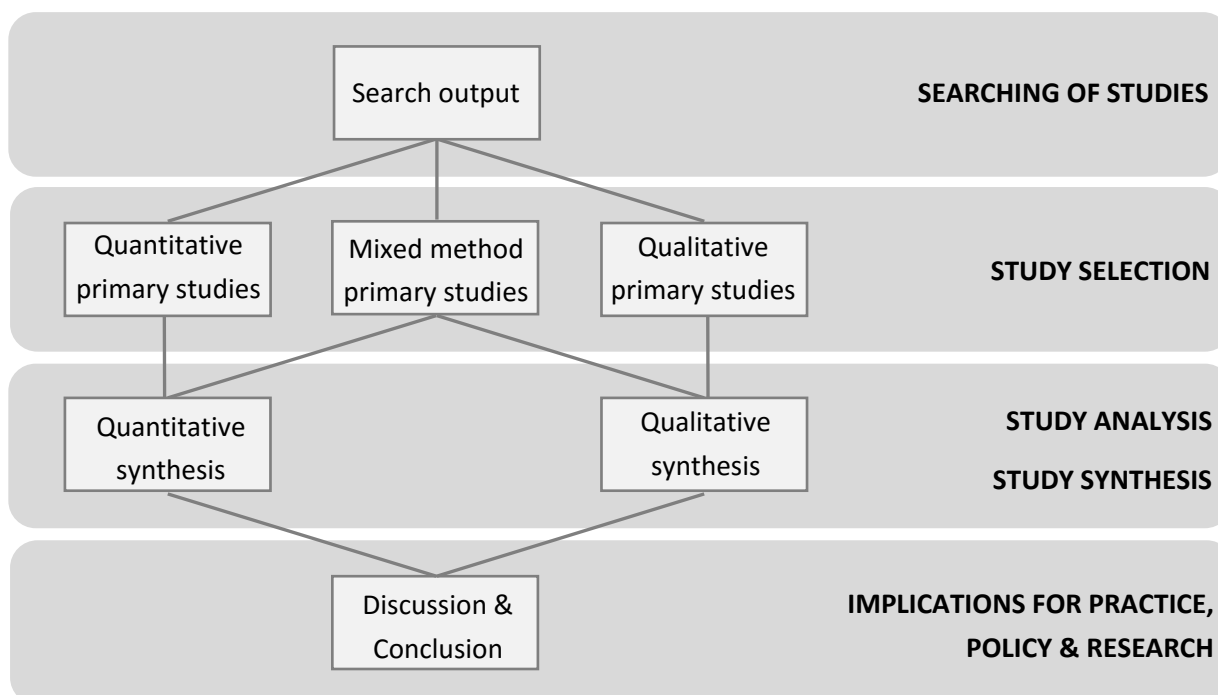 Search output
SEARCHING OF STUDIES
Quantitative
primary studies
Mixed method
primary studies
Qualitative
primary studies
STUDY SELECTION
Quantitative
synthesis
Qualitative
synthesis
STUDY ANALYSIS
STUDY SYNTHESIS
Discussion &
Conclusion
IMPLICATIONS FOR PRACTICE,
POLICY & RESEARCH